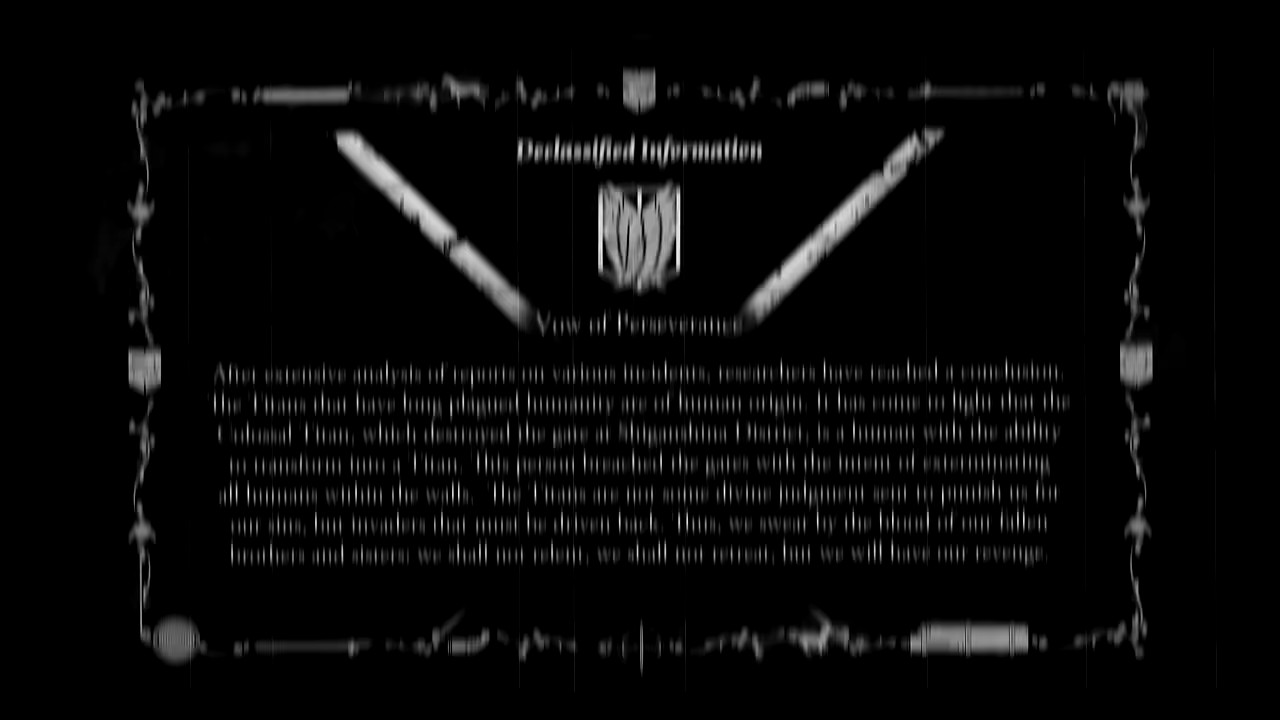 Declassified Information
Vow of Perseverance
After extensive analysis of reports on various incidents, researchers have reached a conclusion.
The Titans that have long plagued humanity are of human origin. It has come to light that the
Colossal Titan, which destroyed the gate at Shiganshina District, is a human with the ability
to transform into a Titan. This person breached the gates with the intent of exterminating
all humans within the walls. The Titans are not some divine judgment sent to punish us for
our sins, but invaders that must be driven back. Thus, we swear by the blood of our fallen
brothers and sisters: we shall not relent, we shall not retreat, but we will have our revenge.